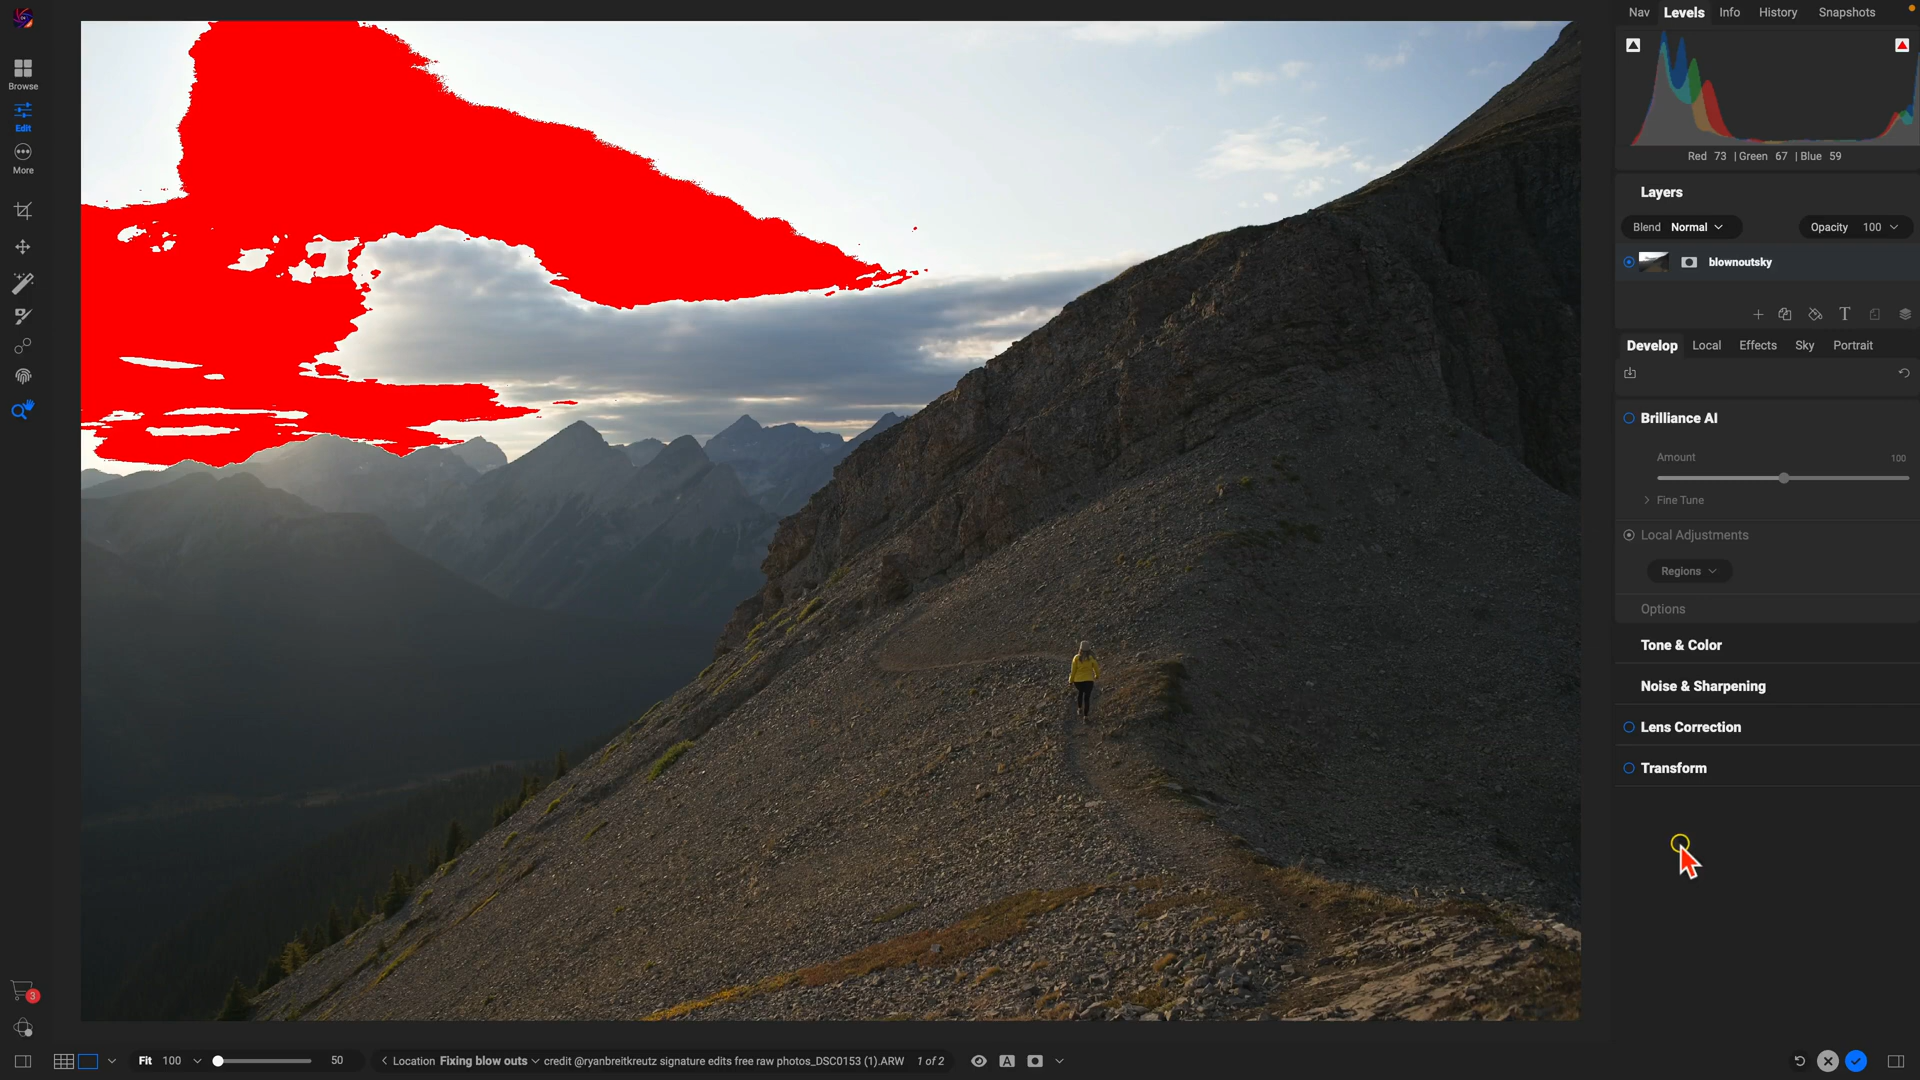 Nav Levels Info History Snapshots
Browse
Edit
More
Red 73 | Green 67 | Blue 59
Layers
Blend Normal Opacity 100
blownoutsky
T
Develop Local Effects Sky Portrait
Brilliance AI
Amount 100
Fine Tune
Local Adjustments
Regions
Options
Tone & Color
Noise & Sharpening
Lens Correction
Transform
3
Fit 100 50 Location Fixing blow outs credit @ryanbreitkreutz signature edits free raw photos_DSC0153 (1).ARW 1 of 2 A